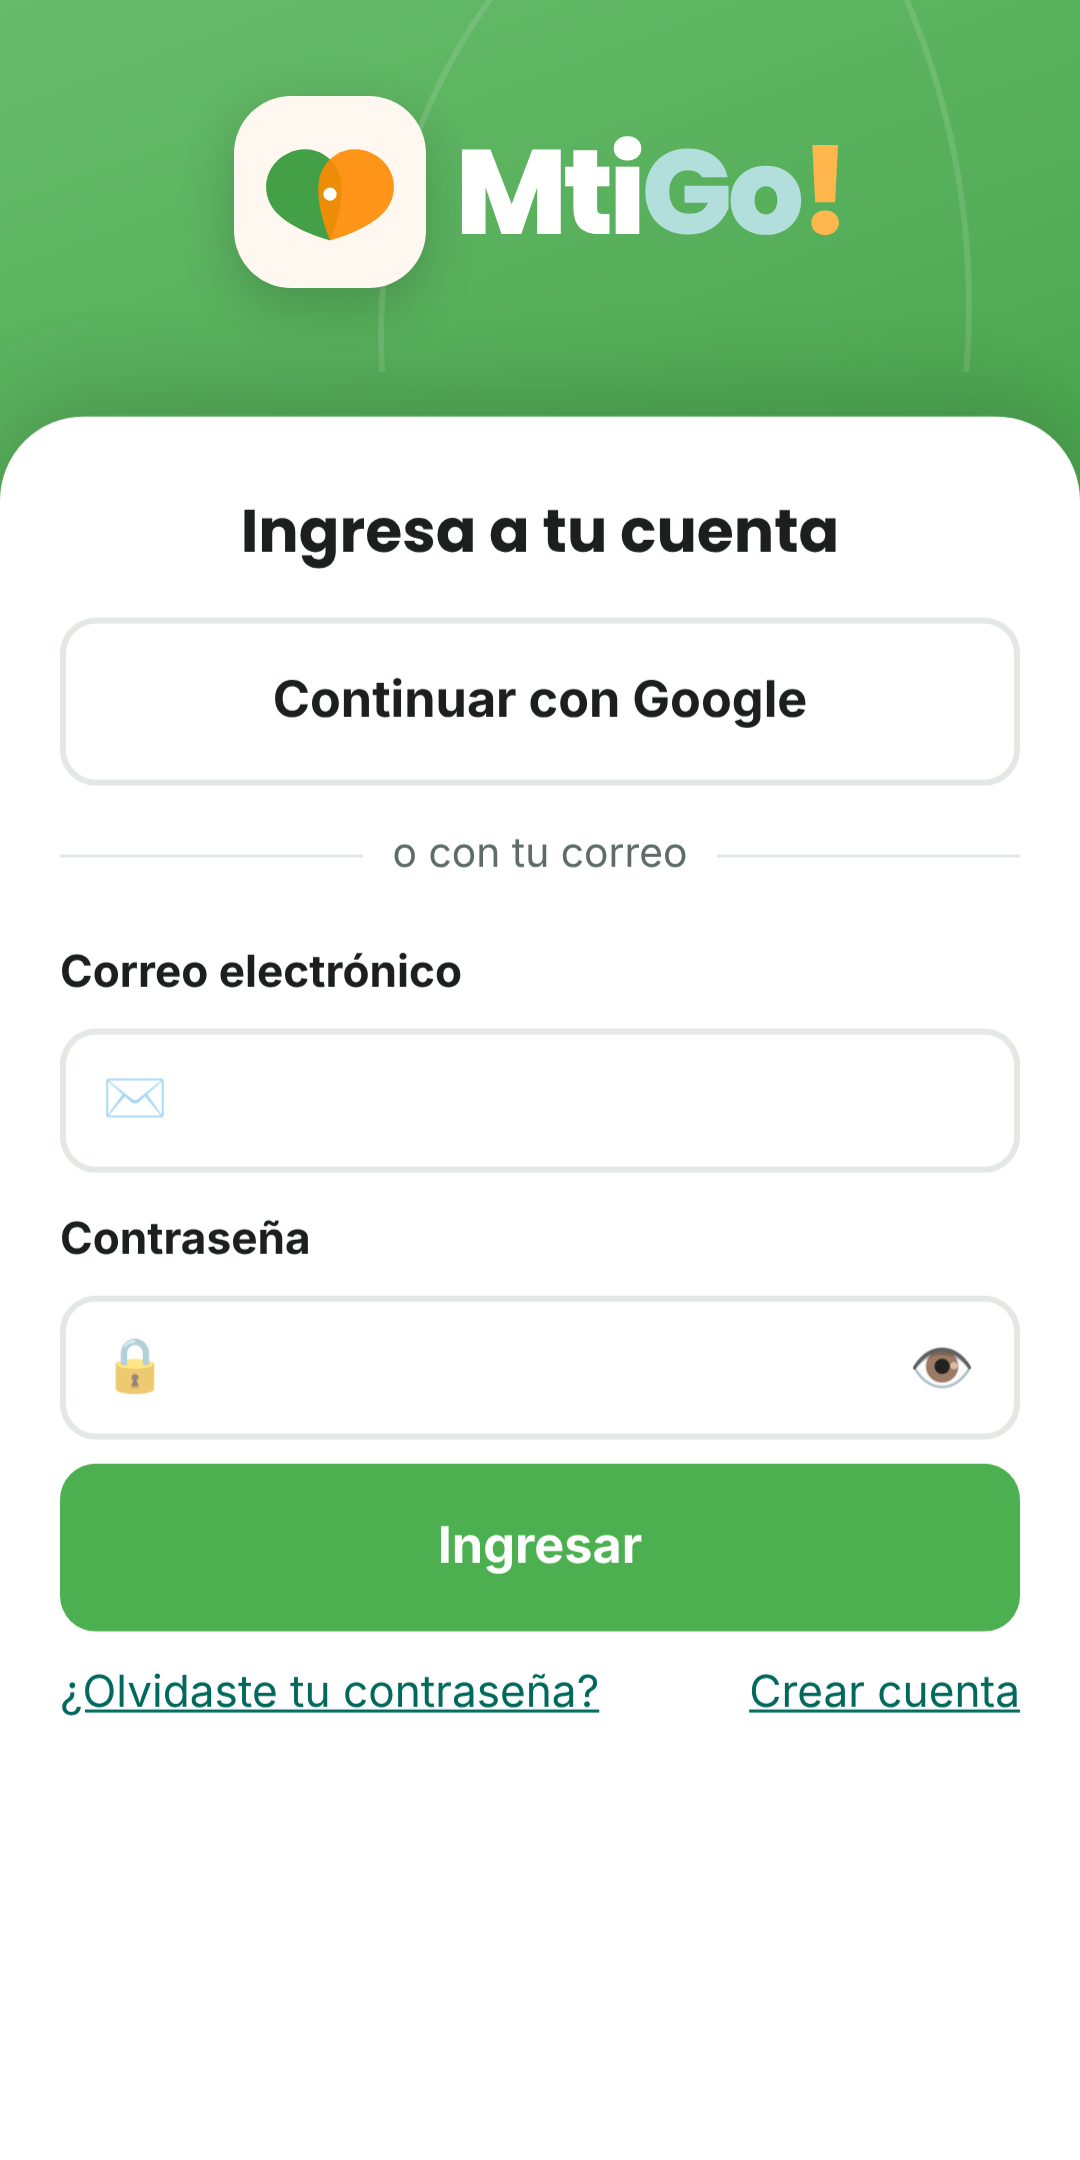 MtiGo!
Ingresa a tu cuenta
Continuar con Google
o con tu correo
Correo electrónico
Contraseña
Ingresar
¿Olvidaste tu contraseña? Crear cuenta